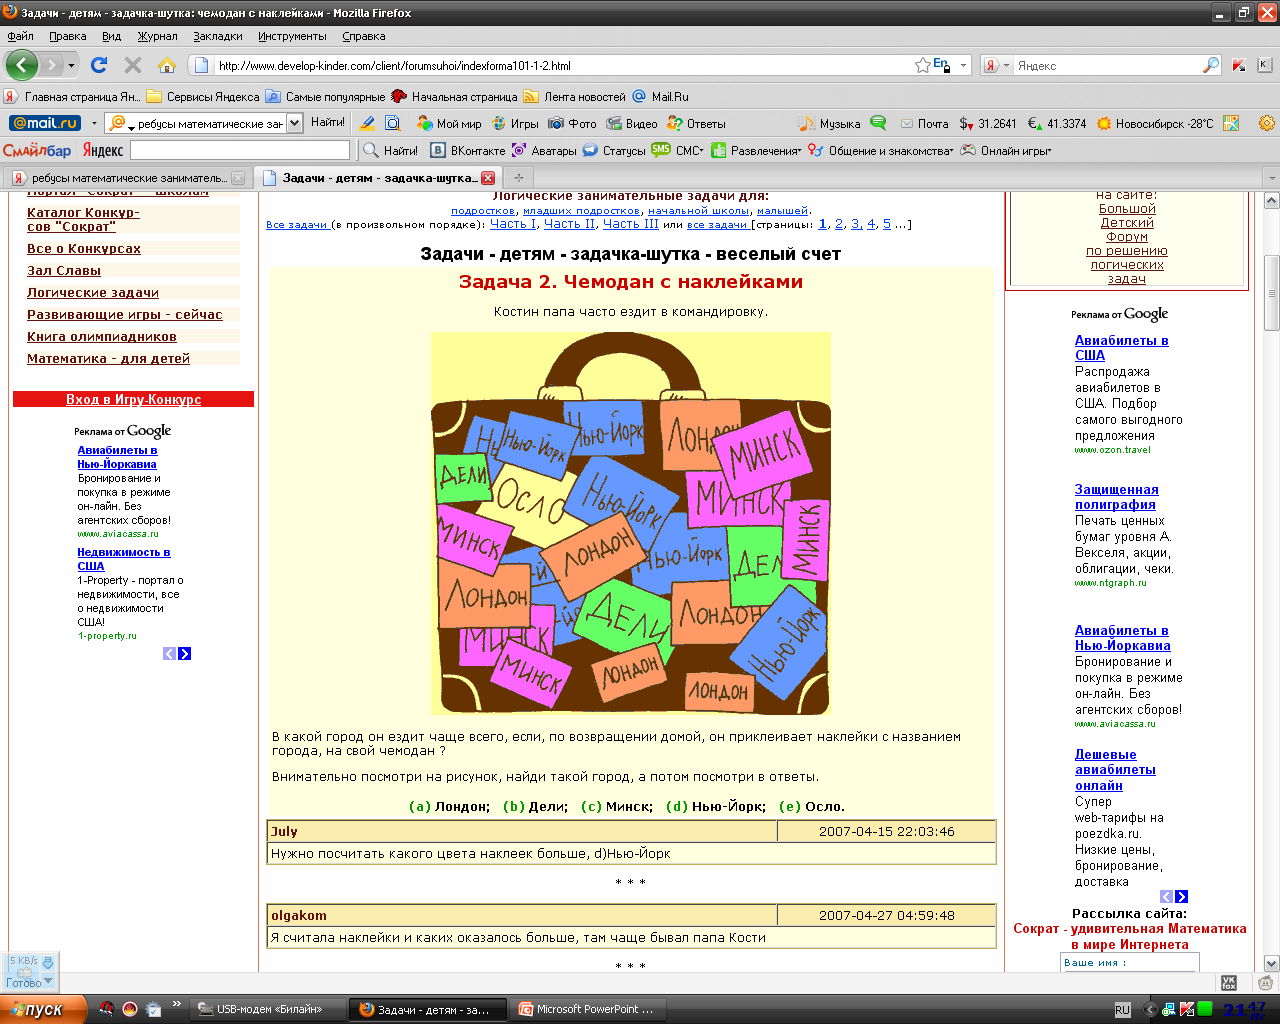 Задачи - детям - задачка-шутка: чемодан с наклейками - Mozilla Firefox
Файл Правка Вид Журнал Закладки Инструменты Справка
http://www.develop-kinder.com/client/forumsuhoi/indexforma101-1-2.html
En
Яндекс
Главная страница Ян... Сервисы Яндекса Самые популярные Начальная страница Лента новостей Mail.Ru
@mail.ru ребусы математические зан Найти! Мой мир Игры Фото Видео Ответы Музыка Почта 31.2641 41.3374 Новосибирск -28°C
Смайлбар Яндекс Найти! ВКонтакте Аватары Статусы СМС Развлечения Общение и знакомства Онлайн игры
ребусы математические заниматель... Задачи - детям - задачка-шутка...
Портал "Сократ" - школам
Каталог Конкур-
сов "Сократ"
Все о Конкурсах
Зал Славы
Логические задачи
Развивающие игры - сейчас
Книга олимпиадников
Математика - для детей
Вход в Игру-Конкурс
Реклама от Google
Авиабилеты в
Нью-Йоркавиа
Бронирование и
покупка в режиме
он-лайн. Без
агентских сборов!
www.aviacassa.ru
Недвижимость в
США
1-Property - портал о
недвижимости, все
о недвижимости
США!
1-property.ru
Логические занимательные задачи для:
подростков, младших подростков, начальной школы, малышей.
Все задачи (в произвольном порядке): Часть I, Часть II, Часть III или все задачи [страницы: 1, 2, 3, 4, 5 ...]
Задачи - детям - задачка-шутка - веселый счет
Задача 2. Чемодан с наклейками
Костин папа часто ездит в командировку.
Нь
Нью-Йорк
Нью-Йорк
Лондон
Минск
Дели
Осло
Нью-Йорк
Минск
Минск
Минск
Лондон
Нью-Йорк
Дел
Лондон
Дели
Лондон
Нью-Йорк
Минск
Минск
Лондон
Лондон
В какой город он ездит чаще всего, если, по возвращении домой, он приклеивает наклейки с названием
города, на свой чемодан ?
Внимательно посмотри на рисунок, найди такой город, а потом посмотри в ответы.
(a) Лондон; (b) Дели; (c) Минск; (d) Нью-Йорк; (e) Осло.
July 2007-04-15 22:03:46
Нужно посчитать какого цвета наклеек больше, d)Нью-Йорк
* * *
olgakom 2007-04-27 04:59:48
Я считала наклейки и каких оказалось больше, там чаще бывал папа Кости
* * *
на сайте:
Большой
Детский
Форум
по решению
логических
задач
Реклама от Google
Авиабилеты в
США
Распродажа
авиабилетов в
США. Подбор
самого выгодного
предложения
www.ozon.travel
Защищенная
полиграфия
Печать ценных
бумаг уровня А.
Векселя, акции,
облигации, чеки.
www.ntgraph.ru
Авиабилеты в
Нью-Йоркавиа
Бронирование и
покупка в режиме
он-лайн. Без
агентских сборов!
www.aviacassa.ru
Дешевые
авиабилеты
онлайн
Супер
web-тарифы на
poezdka.ru.
Низкие цены,
бронирование,
доставка
Рассылка сайта:
Сократ - удивительная Математика
в мире Интернета
Ваше имя :
5 KB/s
Готово
пуск USB-модем «Билайн» Задачи - детям - за... Microsoft PowerPoint ... RU 21:47